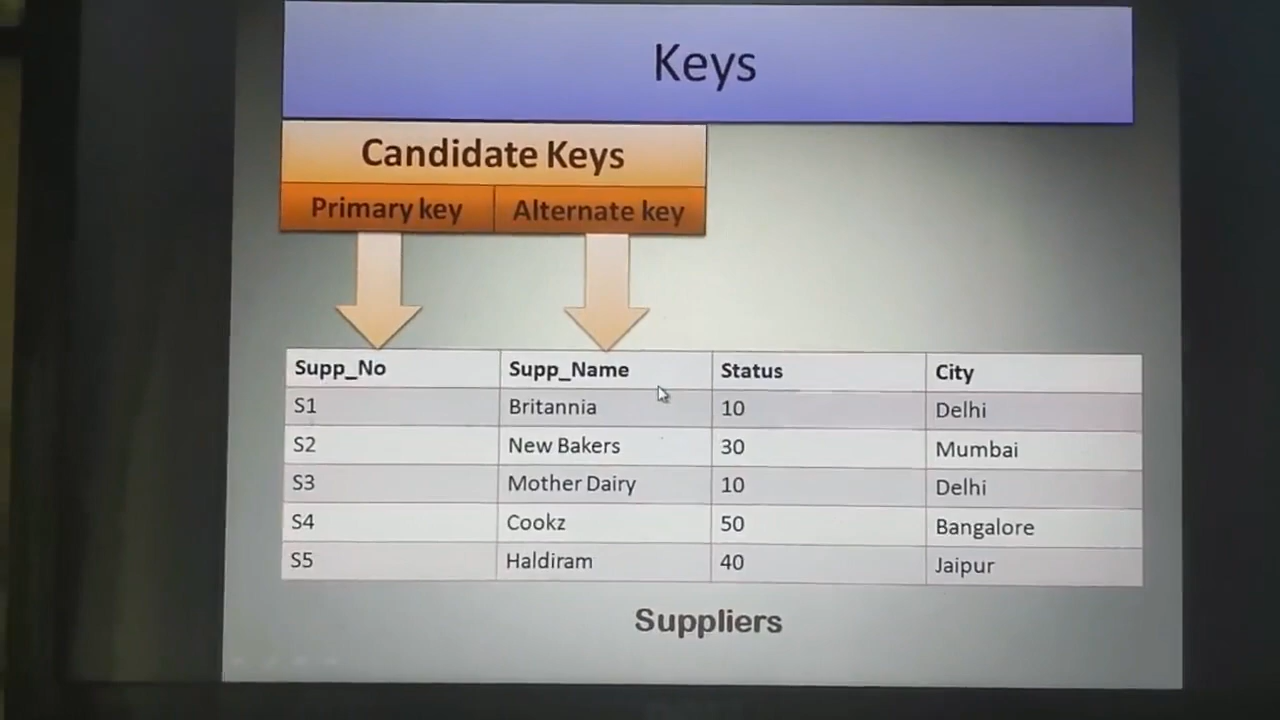 Keys
Candidate Keys
Primary key Alternate key
Supp_No Supp_Name Status City
S1 Britannia 10 Delhi
S2 New Bakers 30 Mumbai
S3 Mother Dairy 10 Delhi
S4 Cookz 50 Bangalore
S5 Haldiram 40 Jaipur
Suppliers